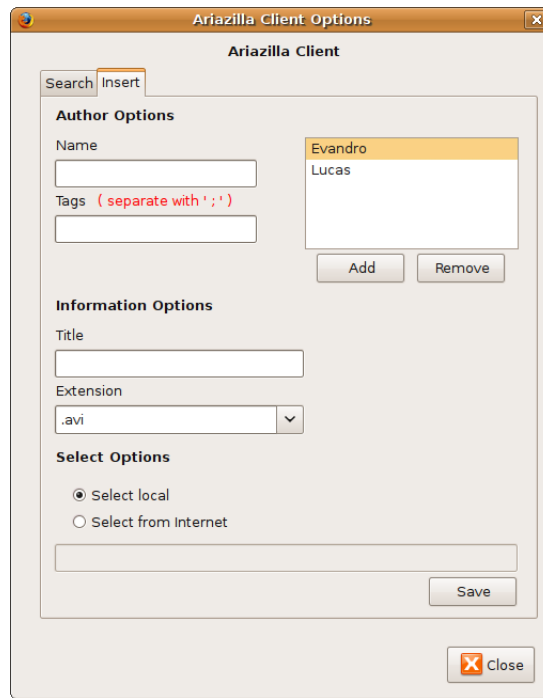 Ariazilla Client Options
Ariazilla Client
Search Insert
Author Options
Name
Evandro
Lucas
Tags ( separate with ' ; ' )
Add Remove
Information Options
Title
Extension
.avi
Select Options
Select local
Select from Internet
Save
Close